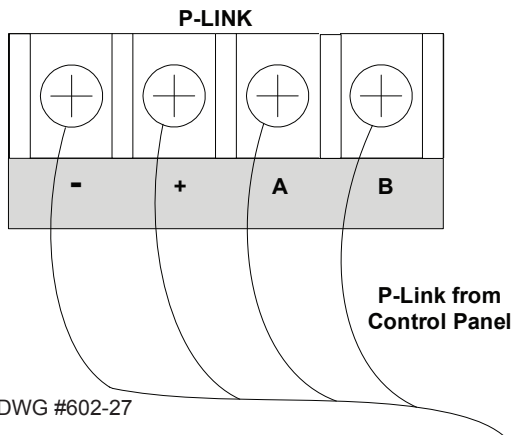 P-LINK
- + A B
P-Link from
Control Panel
DWG #602-27